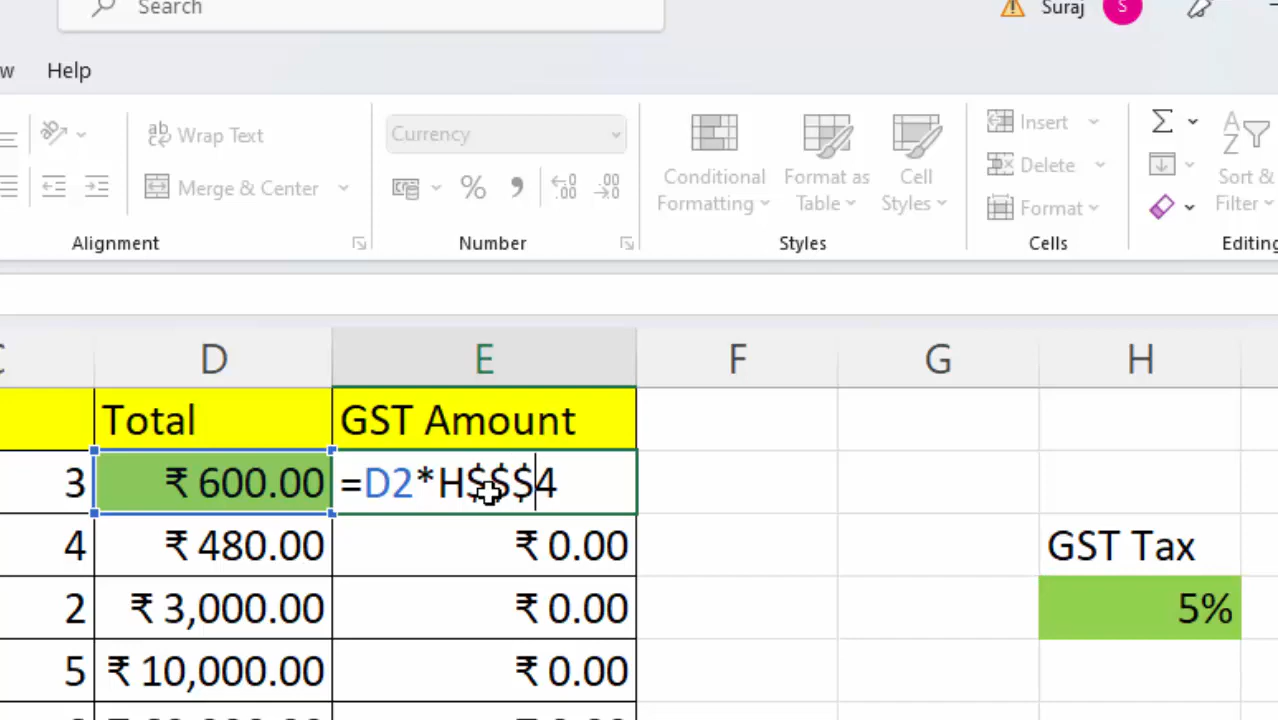 Search
Suraj
S
w
Help
ab
Wrap Text
Currency
Insert
Merge & Center
%
Conditional
Formatting
Format as
Table
Cell
Styles
Delete
Format
Sort &
Filter
Alignment
Number
Styles
Cells
Editing
C D E F G H
Total GST Amount
3 ₹ 600.00 =D2*H$$$4
4 ₹ 480.00 ₹ 0.00 GST Tax
2 ₹ 3,000.00 ₹ 0.00 5%
5 ₹ 10,000.00 ₹ 0.00